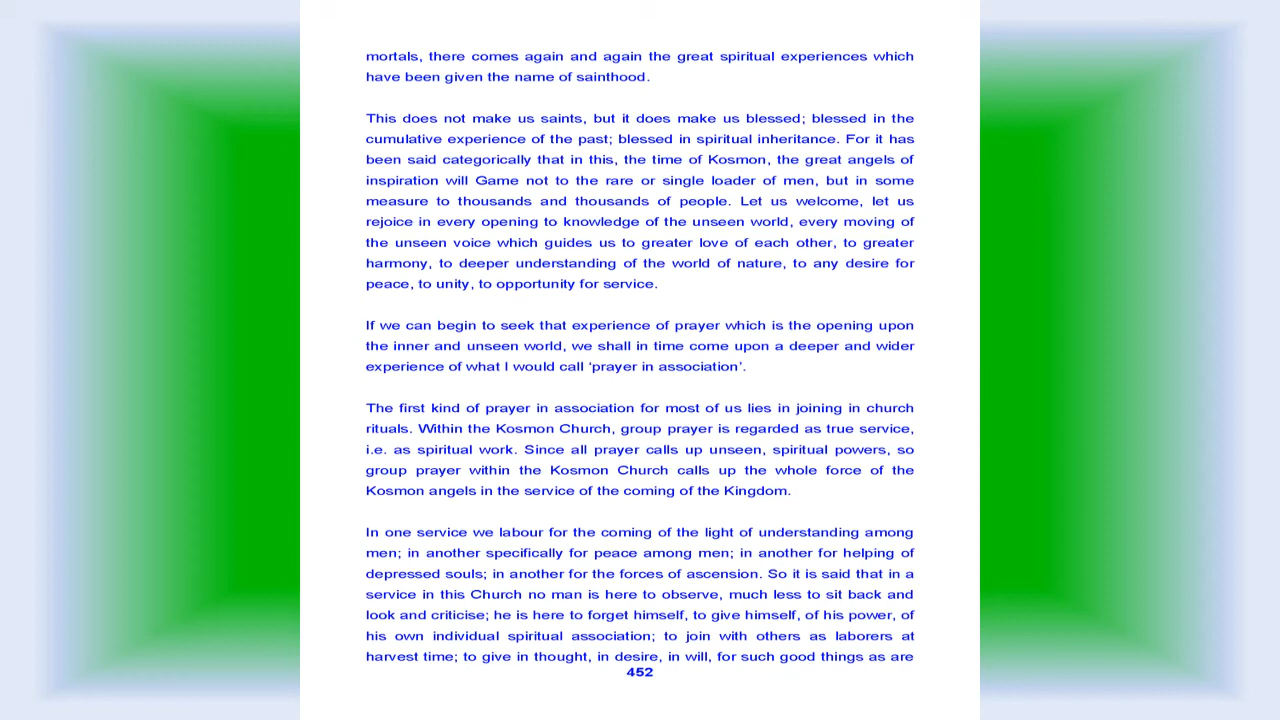 mortals, there comes again and again the great spiritual experiences which
have been given the name of sainthood.
This does not make us saints, but it does make us blessed; blessed in the
cumulative experience of the past; blessed in spiritual inheritance. For it has
been said categorically that in this, the time of Kosmon, the great angels of
inspiration will Game not to the rare or single loader of men, but in some
measure to thousands and thousands of people. Let us welcome, let us
rejoice in every opening to knowledge of the unseen world, every moving of
the unseen voice which guides us to greater love of each other, to greater
harmony, to deeper understanding of the world of nature, to any desire for
peace, to unity, to opportunity for service.
If we can begin to seek that experience of prayer which is the opening upon
the inner and unseen world, we shall in time come upon a deeper and wider
experience of what I would call ‘prayer in association’.
The first kind of prayer in association for most of us lies in joining in church
rituals. Within the Kosmon Church, group prayer is regarded as true service,
i.e. as spiritual work. Since all prayer calls up unseen, spiritual powers, so
group prayer within the Kosmon Church calls up the whole force of the
Kosmon angels in the service of the coming of the Kingdom.
In one service we labour for the coming of the light of understanding among
men; in another specifically for peace among men; in another for helping of
depressed souls; in another for the forces of ascension. So it is said that in a
service in this Church no man is here to observe, much less to sit back and
look and criticise; he is here to forget himself, to give himself, of his power, of
his own individual spiritual association; to join with others as laborers at
harvest time; to give in thought, in desire, in will, for such good things as are
452